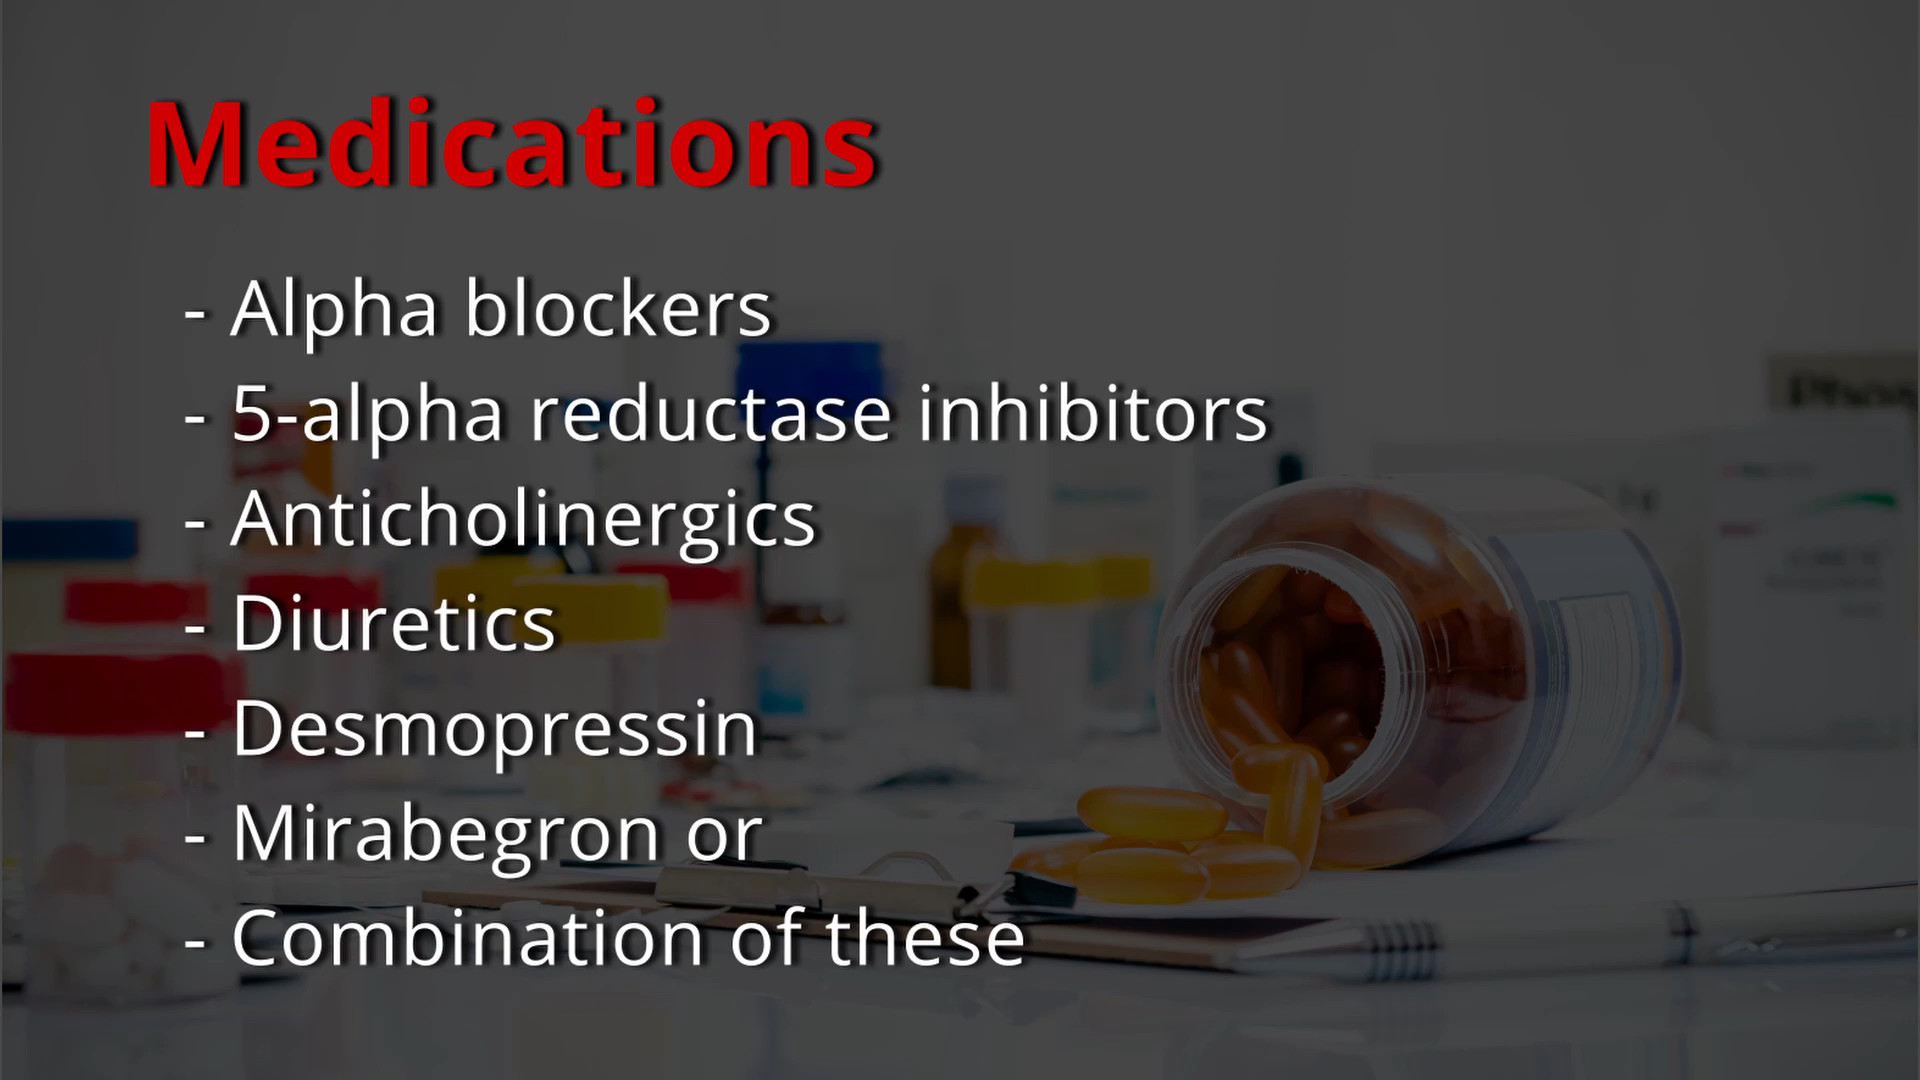 Medications
- Alpha blockers
- 5-alpha reductase inhibitors
- Anticholinergics
- Diuretics
- Desmopressin
- Mirabegron or
- Combination of these